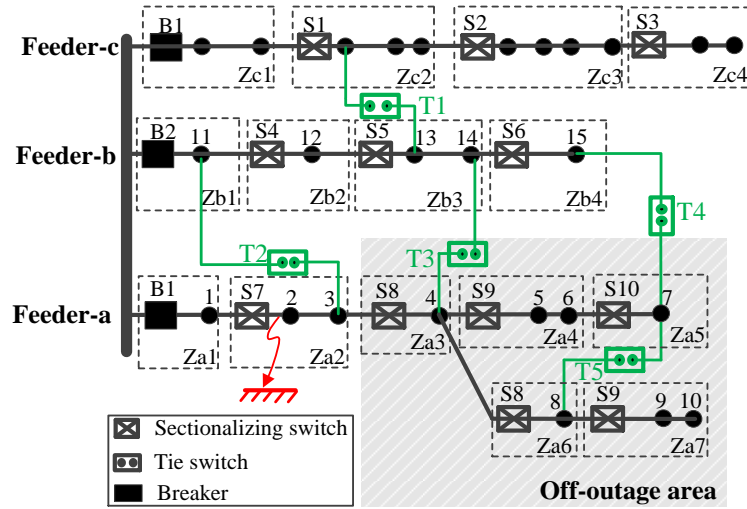 B1 S1 S2 S3
Feeder-c
Zc1 Zc2 Zc3 Zc4
T1
B2 11 S4 12 S5 13 14 S6 15
Feeder-b
Zb1 Zb2 Zb3 Zb4
T4
T2 T3
B1 1 S7 2 3 S8 4 S9 5 6 S10 7
Feeder-a
Za1 Za2 Za3 Za4 Za5
T5
S8 8 S9 9 10
Za6 Za7
Sectionalizing switch
Tie switch
Breaker
Off-outage area